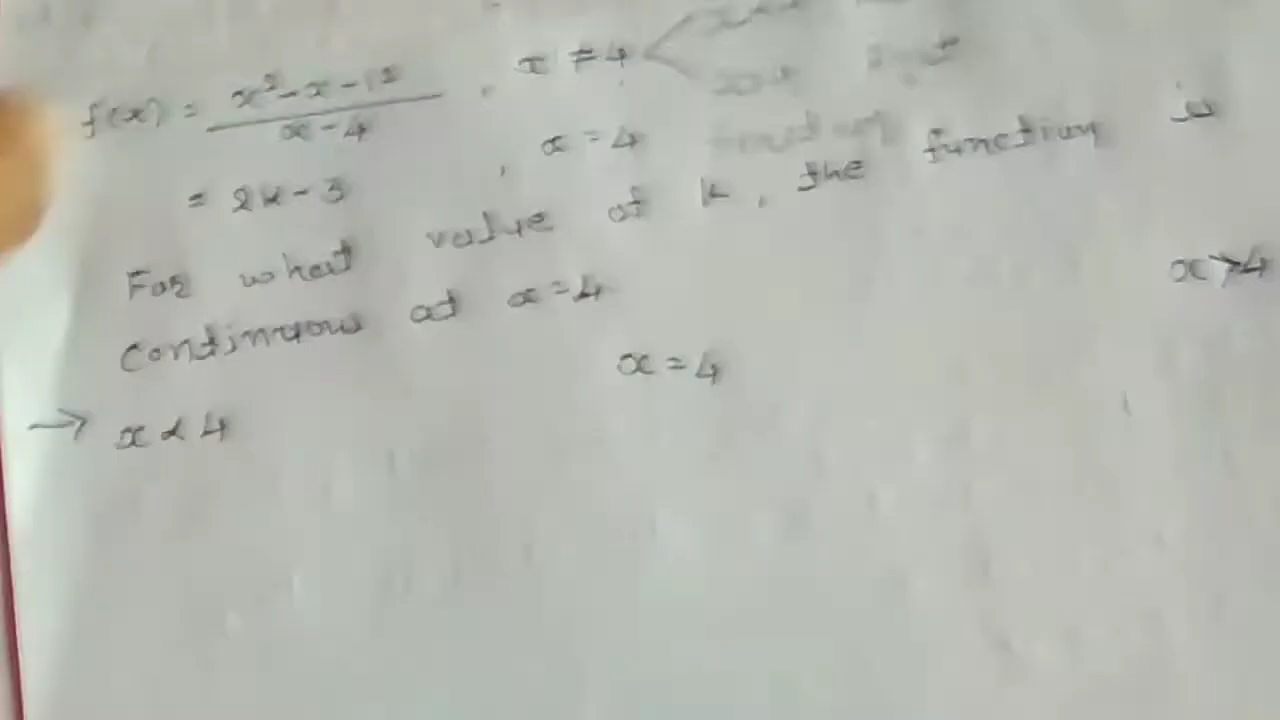 f(x) = x² - x - 12 / x - 4 , x ≠ 4
= 2k - 3 , x = 4
For what value of k, the function is
continuous at x = 4
→ x < 4 x = 4 x > 4